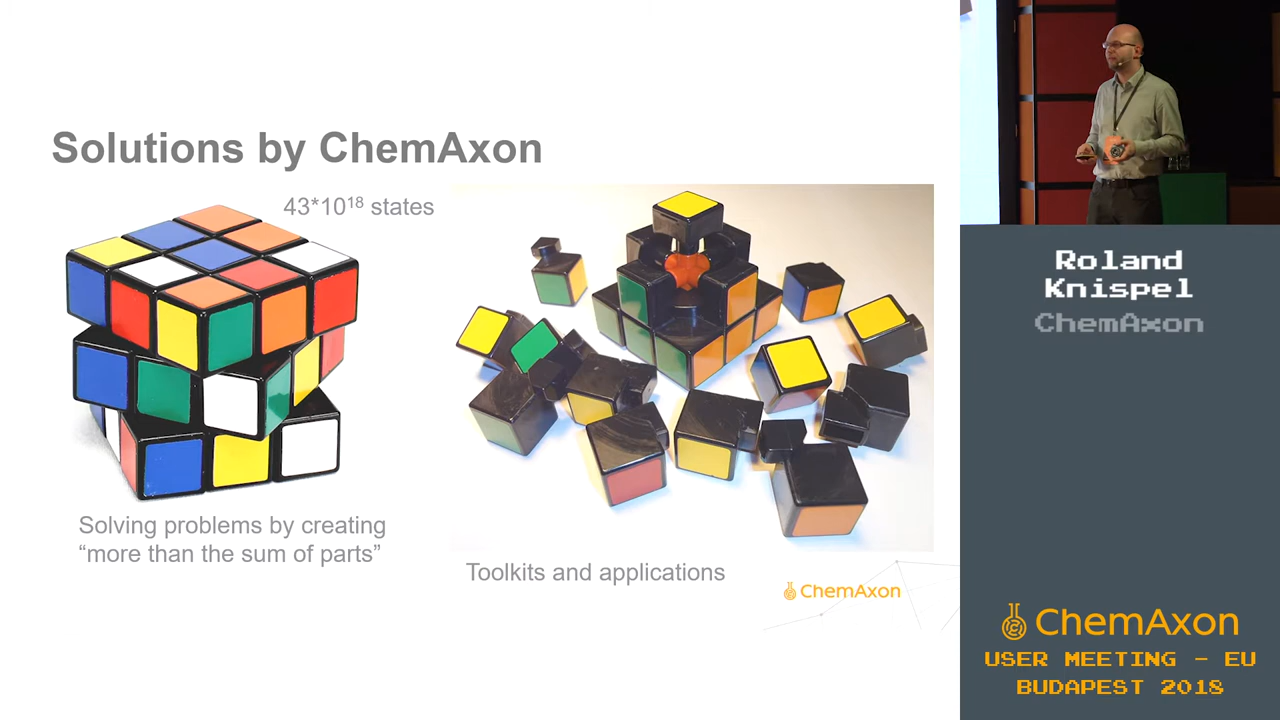 Solutions by ChemAxon
43*10¹⁸ states
Solving problems by creating
“more than the sum of parts”
Toolkits and applications
ChemAxon
Roland
Knispel
ChemAxon
ChemAxon
USER MEETING - EU
BUDAPEST 2018